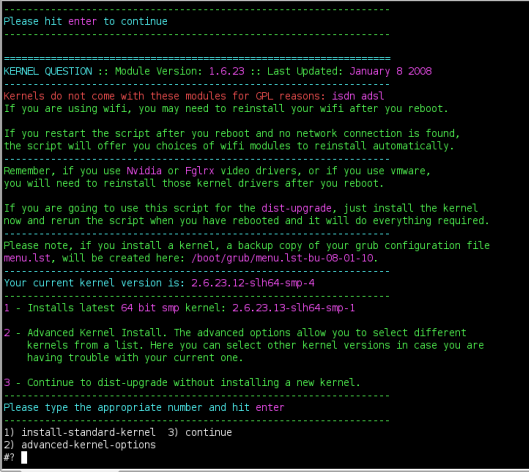 ------------------------------------------------------------------
Please hit enter to continue
------------------------------------------------------------------
==================================================================
KERNEL QUESTION :: Module Version: 1.6.23 :: Last Updated: January 8 2008
------------------------------------------------------------------
Kernels do not come with these modules for GPL reasons: isdn adsl
If you are using wifi, you may need to reinstall your wifi after you reboot.
If you restart the script after you reboot and no network connection is found,
the script will offer you choices of wifi modules to reinstall automatically.
------------------------------------------------------------------
Remember, if you use Nvidia or Fglrx video drivers, or if you use vmware,
you will need to reinstall those kernel drivers after you reboot.
If you are going to use this script for the dist-upgrade, just install the kernel
now and rerun the script when you have rebooted and it will do everything required.
------------------------------------------------------------------
Please note, if you install a kernel, a backup copy of your grub configuration file
menu.lst, will be created here: /boot/grub/menu.lst-bu-08-01-10.
------------------------------------------------------------------
Your current kernel version is: 2.6.23.12-slh64-smp-4
------------------------------------------------------------------
1 - Installs latest 64 bit smp kernel: 2.6.23.13-slh64-smp-1
2 - Advanced Kernel Install. The advanced options allow you to select different
kernels from a list. Here you can select other kernel versions in case you are
having trouble with your current one.
3 - Continue to dist-upgrade without installing a new kernel.
------------------------------------------------------------------
Please type the appropriate number and hit enter
------------------------------------------------------------------
1) install-standard-kernel  3) continue
2) advanced-kernel-options
#?